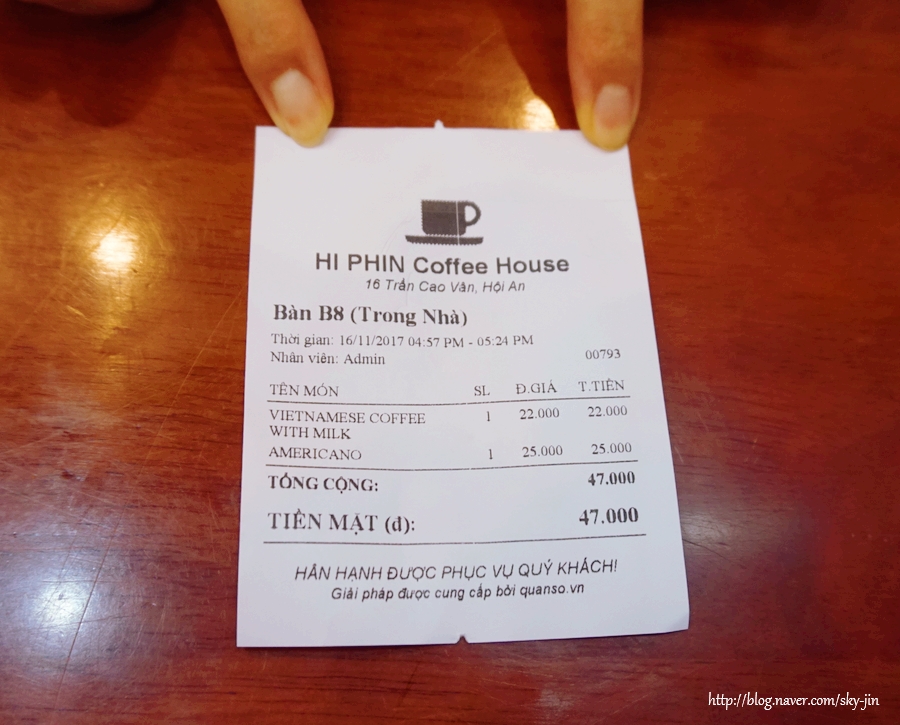 HI PHIN Coffee House
16 Trần Cao Vân, Hội An
Bàn B8 (Trong Nhà)
Thời gian: 16/11/2017 04:57 PM - 05:24 PM
Nhân viên: Admin 00793
TÊN MÓN SL Đ.GIÁ T.TIỀN
VIETNAMESE COFFEE 1 22.000 22.000
WITH MILK
AMERICANO 1 25.000 25.000
TỔNG CỘNG: 47.000
TIỀN MẶT (đ): 47.000
HÂN HẠNH ĐƯỢC PHỤC VỤ QUÝ KHÁCH!
Giải pháp được cung cấp bởi quanso.vn
http://blog.naver.com/sky-jin